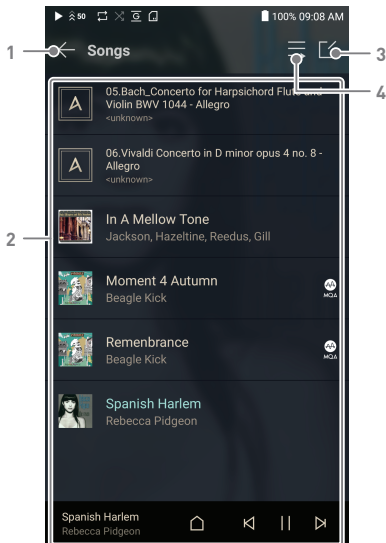 50 G 100% 09:08 AM
1 Songs 3
4
05.Bach_Concerto for Harpsichord Flute and
Violin BWV 1044 - Allegro
<unknown>
06.Vivaldi Concerto in D minor opus 4 no. 8 -
Allegro
<unknown>
2
In A Mellow Tone
Jackson, Hazeltine, Reedus, Gill
Moment 4 Autumn
Beagle Kick
MQA
Remenbrance
Beagle Kick
MQA
Spanish Harlem
Rebecca Pidgeon
Spanish Harlem
Rebecca Pidgeon